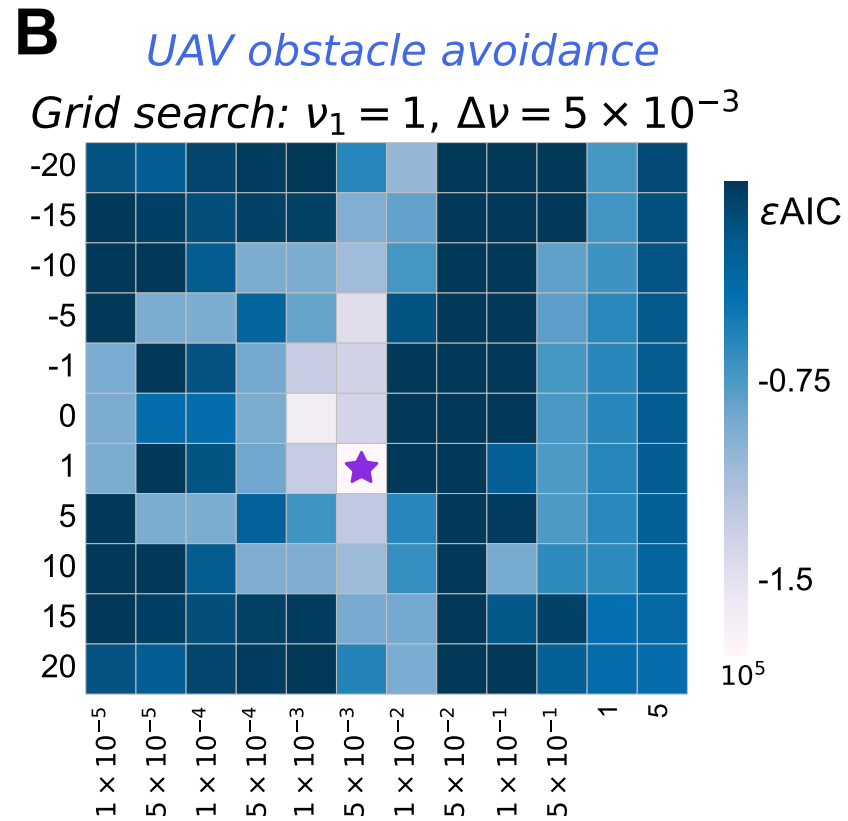 B
UAV obstacle avoidance
Grid search: ν₁ = 1, Δν = 5 × 10⁻³
-20
-15
-10
-5
-1
0
1
5
10
15
20
εAIC
-0.75
-1.5
10⁵
1 × 10⁻⁵
5 × 10⁻⁵
1 × 10⁻⁴
5 × 10⁻⁴
1 × 10⁻³
5 × 10⁻³
1 × 10⁻²
5 × 10⁻²
1 × 10⁻¹
5 × 10⁻¹
1
5